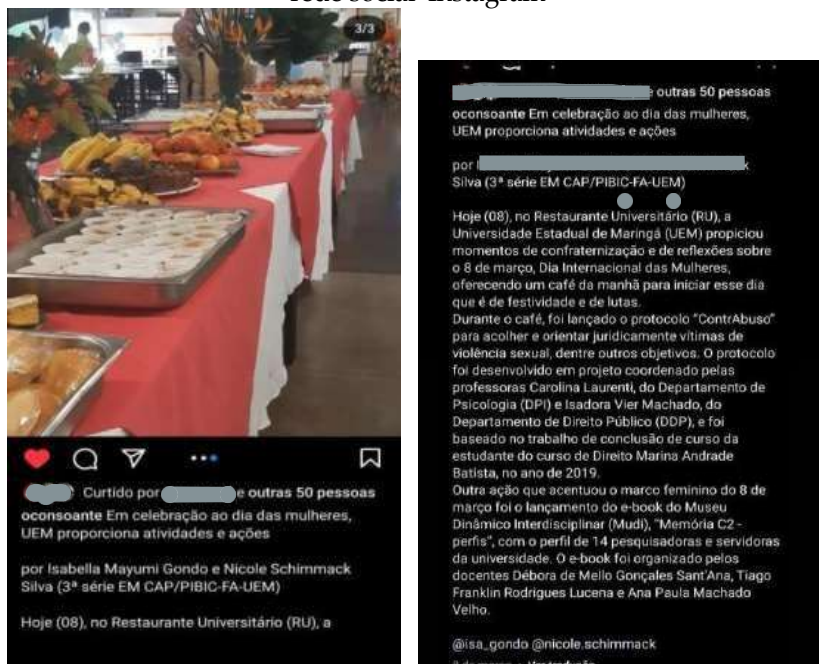 rede social Instagram
3/3
Curtido por e outras 50 pessoas
oconsoante Em celebração ao dia das mulheres,
UEM proporciona atividades e ações
por Isabella Mayumi Gondo e Nicole Schimmack
Silva (3ª série EM CAP/PIBIC-FA-UEM)
Hoje (08), no Restaurante Universitário (RU), a
e outras 50 pessoas
oconsoante Em celebração ao dia das mulheres,
UEM proporciona atividades e ações
por
Silva (3ª série EM CAP/PIBIC-FA-UEM)
Hoje (08), no Restaurante Universitário (RU), a
Universidade Estadual de Maringá (UEM) propiciou
momentos de confraternização e de reflexões sobre
o 8 de março, Dia Internacional das Mulheres,
oferecendo um café da manhã para iniciar esse dia
que é de festividade e de lutas.
Durante o café, foi lançado o protocolo "ContrAbuso"
para acolher e orientar juridicamente vítimas de
violência sexual, dentre outros objetivos. O protocolo
foi desenvolvido em projeto coordenado pelas
professoras Carolina Laurenti, do Departamento de
Psicologia (DPI) e Isadora Vier Machado, do
Departamento de Direito Público (DDP), e foi
baseado no trabalho de conclusão de curso da
estudante do curso de Direito Marina Andrade
Batista, no ano de 2019.
Outra ação que acentuou o marco feminino do 8 de
março foi o lançamento do e-book do Museu
Dinâmico Interdisciplinar (Mudi), "Memória C2 -
perfis", com o perfil de 14 pesquisadoras e servidoras
da universidade. O e-book foi organizado pelos
docentes Débora de Mello Gonçales Sant'Ana, Tiago
Franklin Rodrigues Lucena e Ana Paula Machado
Velho.
@isa_gondo @nicole.schimmack